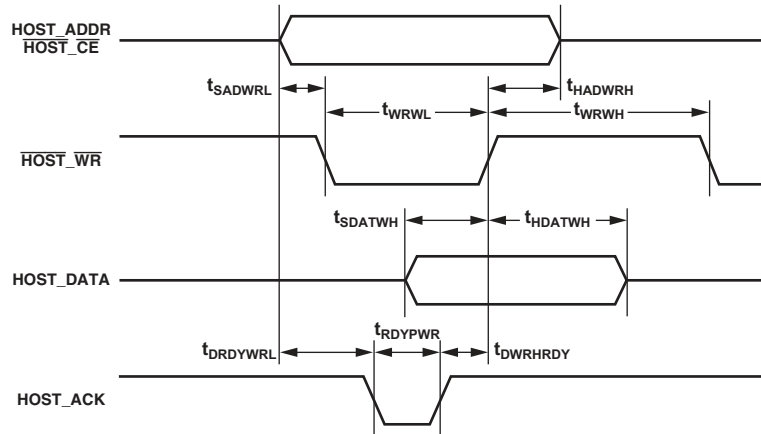 HOST_ADDR
HOST_CE
tSADWRL
tHADWRH
tWRWL
tWRWH
HOST_WR
tSDATWH
tHDATWH
HOST_DATA
tRDYPWR
tDRDYWRL
tDWRHRDY
HOST_ACK